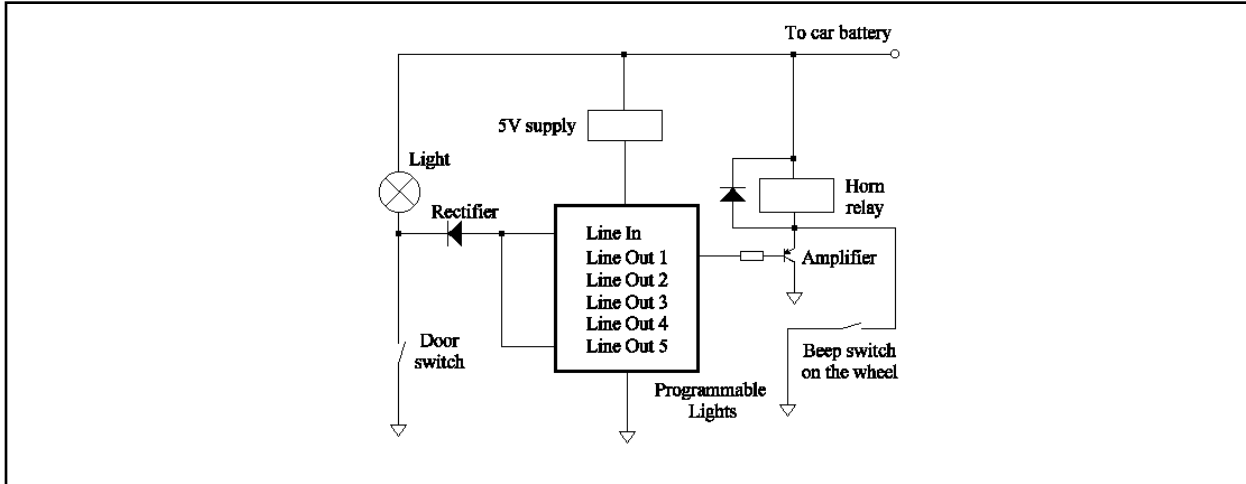 To car battery
5V supply
Light
Horn
relay
Rectifier
Line In
Line Out 1
Line Out 2
Line Out 3
Line Out 4
Line Out 5
Amplifier
Door
switch
Beep switch
on the wheel
Programmable
Lights